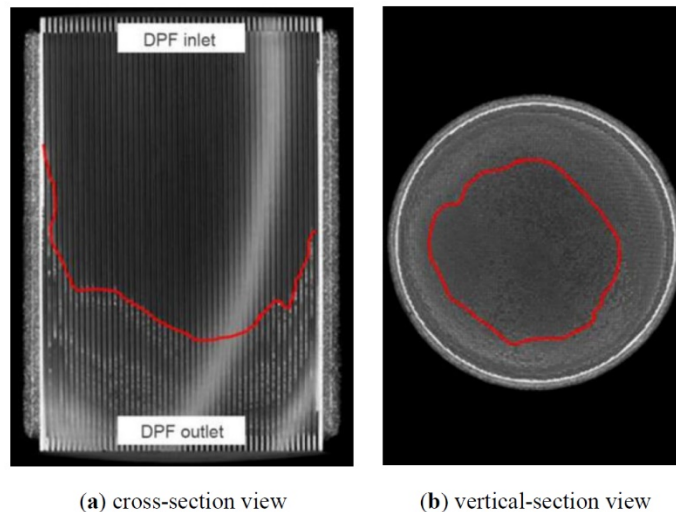 DPF inlet
DPF outlet
(a) cross-section view
(b) vertical-section view